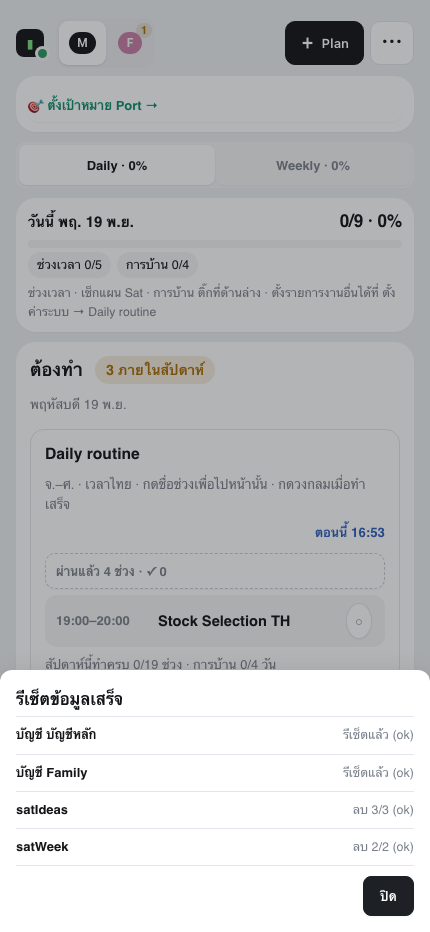 M
F
1
+ Plan
...
🎯 ตั้งเป้าหมาย Port →
Daily · 0%
Weekly · 0%
วันนี้ พฤ. 19 พ.ย.
0/9 · 0%
ช่วงเวลา 0/5
การบ้าน 0/4
ช่วงเวลา · เช็กแผน Sat · การบ้าน ติ๊กที่ด้านล่าง · ตั้งรายการงานอื่นได้ที่ ตั้ง
ค่าระบบ → Daily routine
ต้องทำ
3 ภายในสัปดาห์
พฤหัสบดี 19 พ.ย.
Daily routine
จ.–ศ. · เวลาไทย · กดชื่อช่วงเพื่อไปหน้านั้น · กดวงกลมเมื่อทำ
เสร็จ
ตอนนี้ 16:53
ผ่านแล้ว 4 ช่วง · ✓ 0
19:00–20:00
Stock Selection TH
○
สัปดาห์นี้ทำครบ 0/19 ช่วง · การบ้าน 0/4 วัน
รีเซ็ตข้อมูลเสร็จ
บัญชี บัญชีหลัก
รีเซ็ตแล้ว (ok)
บัญชี Family
รีเซ็ตแล้ว (ok)
satIdeas
ลบ 3/3 (ok)
satWeek
ลบ 2/2 (ok)
ปิด